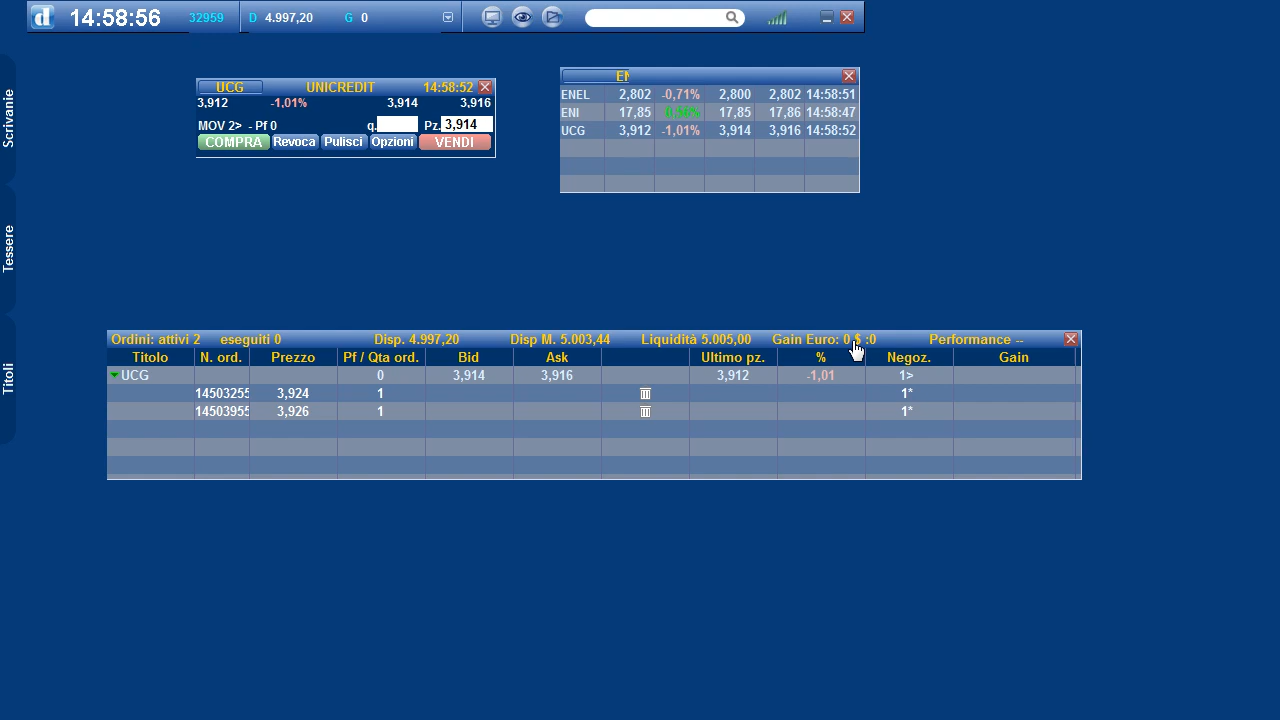 d 14:58:56 32959 D 4.997,20 G 0
Scrivanie
Tessere
Titoli
UCG UNICREDIT 14:58:52
3,912 -1,01% 3,914 3,916
MOV 2> - Pf 0 q. Pz. 3,914
COMPRA Revoca Pulisci Opzioni VENDI
ENEL 2,802 -0,71% 2,800 2,802 14:58:51
ENI 17,85 17,85 17,86 14:58:47
UCG 3,912 -1,01% 3,914 3,916 14:58:52
Ordini: attivi 2 eseguiti 0 Disp. 4.997,20 Disp M. 5.003,44 Liquidità 5.005,00 Gain Euro: 0 $ :0 Performance --
Titolo N. ord. Prezzo Pf / Qta ord. Bid Ask Ultimo pz. % Negoz. Gain
UCG 0 3,914 3,916 3,912 -1,01 1>
14503255 3,924 1 1*
14503955 3,926 1 1*